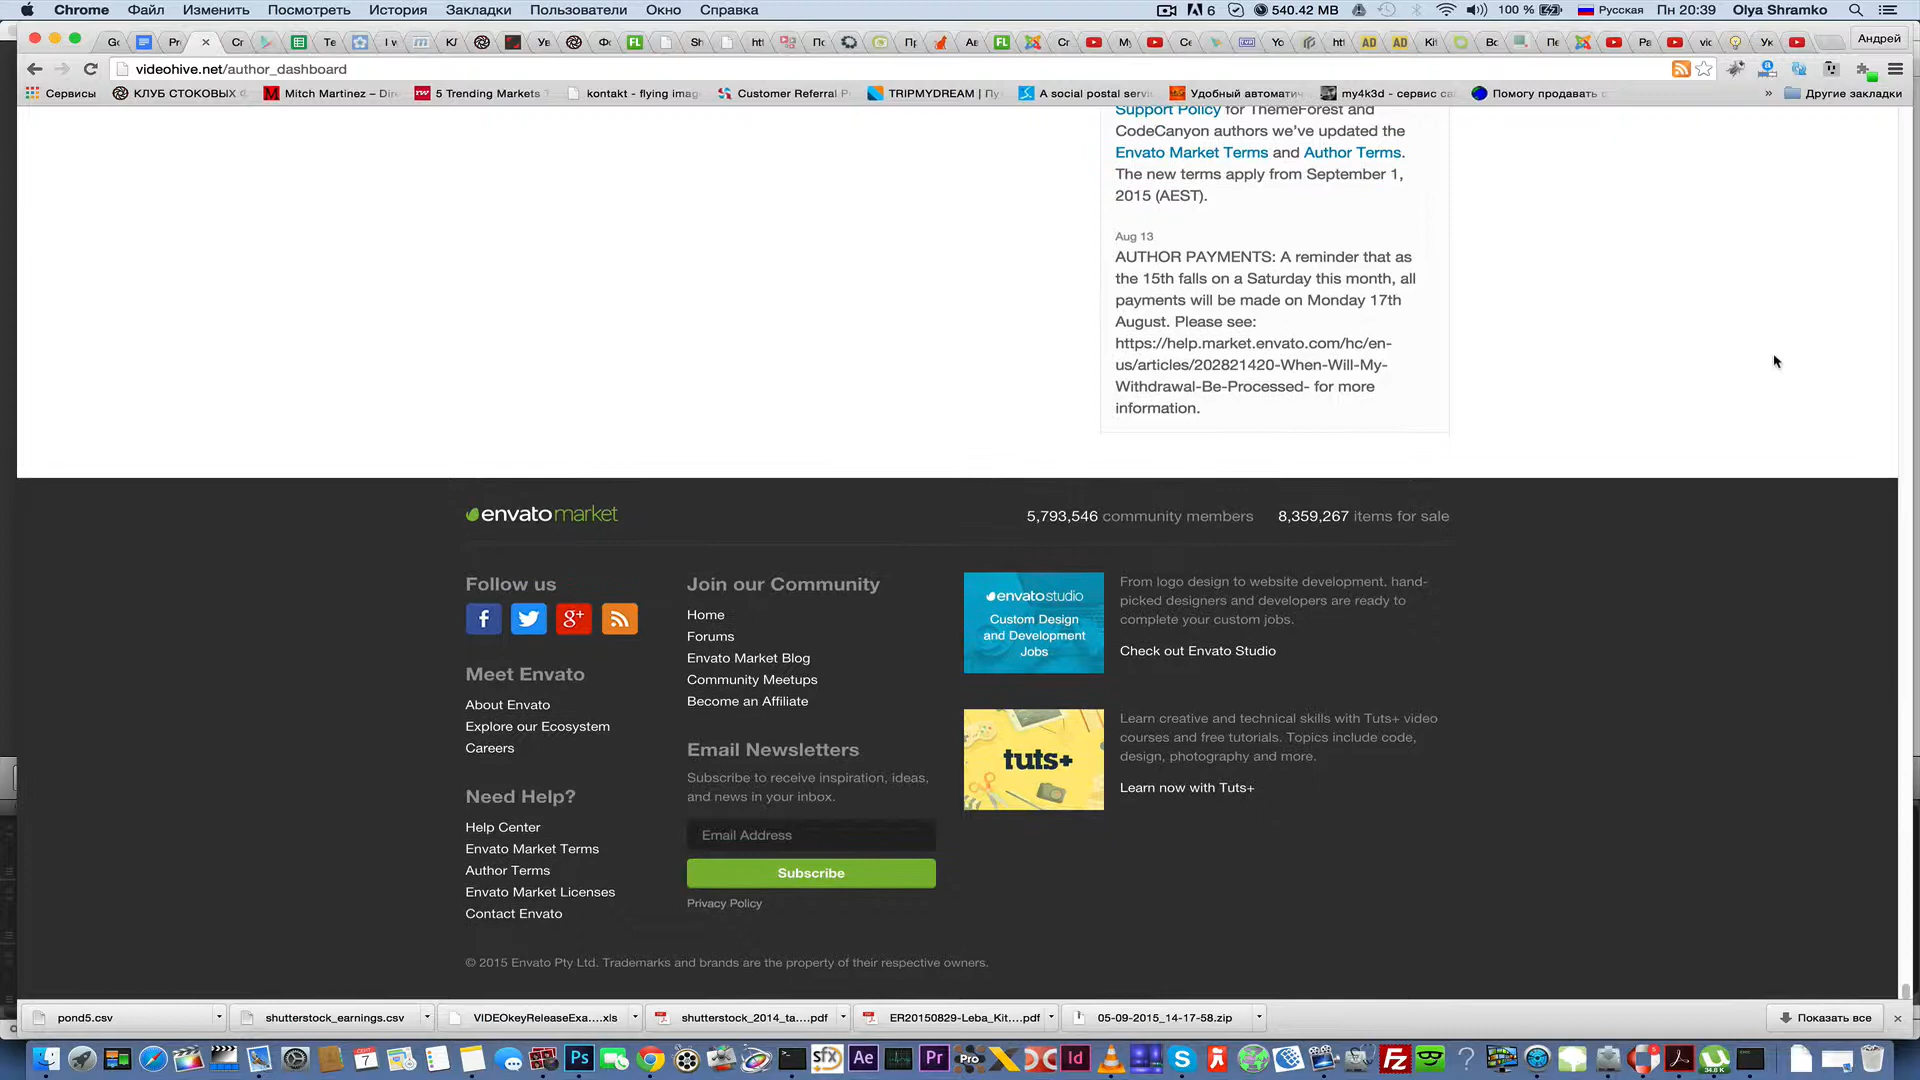 Chrome Файл Изменить Посмотреть История Закладки Пользователи Окно Справка 6 540.42 MB 100 % Русская Пн 20:39 Olya Shramko
Андрей
videohive.net/author_dashboard
Сервисы КЛУБ СТОКОВЫХ Mitch Martinez – Dir 5 Trending Markets kontakt - flying imag Customer Referral P TRIPMYDREAM | Пу A social postal servi Удобный автоматич my4k3d - сервис са Помогу продавать » Другие закладки
Support Policy for ThemeForest and
CodeCanyon authors we've updated the
Envato Market Terms and Author Terms.
The new terms apply from September 1,
2015 (AEST).
Aug 13
AUTHOR PAYMENTS: A reminder that as
the 15th falls on a Saturday this month, all
payments will be made on Monday 17th
August. Please see:
https://help.market.envato.com/hc/en-
us/articles/202821420-When-Will-My-
Withdrawal-Be-Processed- for more
information.
envatomarket
5,793,546 community members 8,359,267 items for sale
Follow us
Meet Envato
About Envato
Explore our Ecosystem
Careers
Need Help?
Help Center
Envato Market Terms
Author Terms
Envato Market Licenses
Contact Envato
Join our Community
Home
Forums
Envato Market Blog
Community Meetups
Become an Affiliate
Email Newsletters
Subscribe to receive inspiration, ideas,
and news in your inbox.
Email Address
Subscribe
Privacy Policy
envatostudio
Custom Design
and Development
Jobs
From logo design to website development, hand-
picked designers and developers are ready to
complete your custom jobs.
Check out Envato Studio
tuts+
Learn creative and technical skills with Tuts+ video
courses and free tutorials. Topics include code,
design, photography and more.
Learn now with Tuts+
© 2015 Envato Pty Ltd. Trademarks and brands are the property of their respective owners.
pond5.csv shutterstock_earnings.csv VIDEOkeyReleaseExa....xls shutterstock_2014_ta....pdf ER20150829-Leba_Kit....pdf 05-09-2015_14-17-58.zip Показать все
7 Ps sfx Ae Pr Pro Id Fz